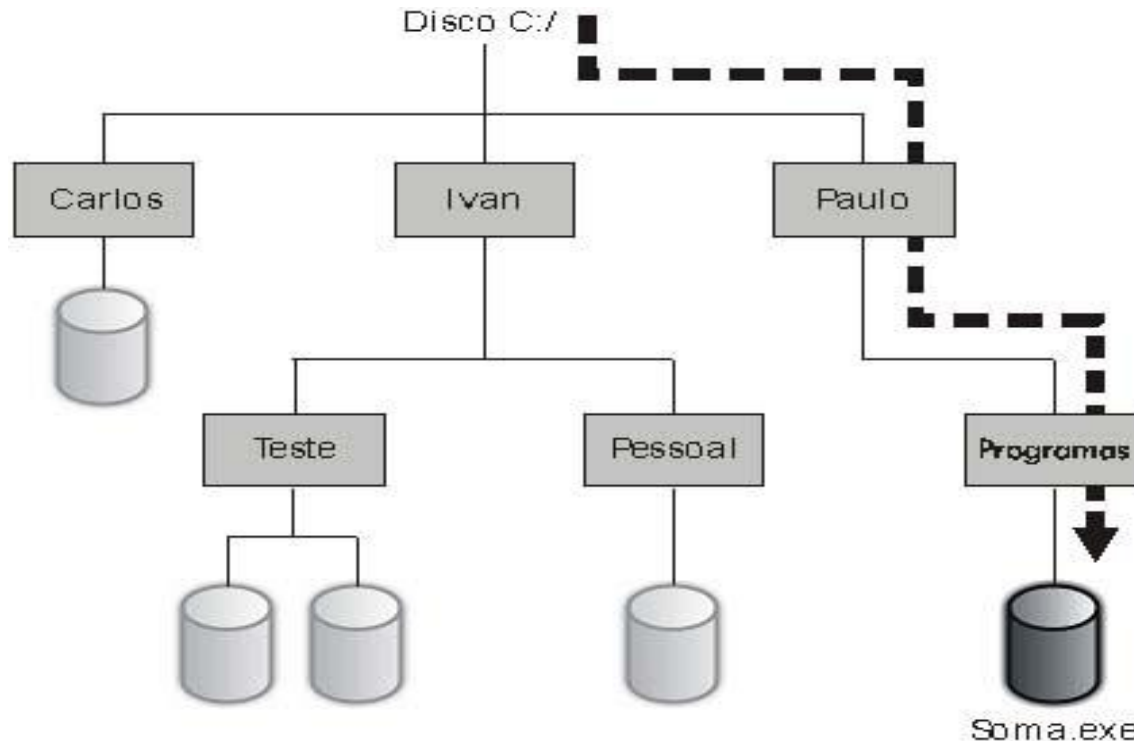 Disco C:/
Carlos
Ivan
Paulo
Teste
Pessoal
Programas
Soma.exe